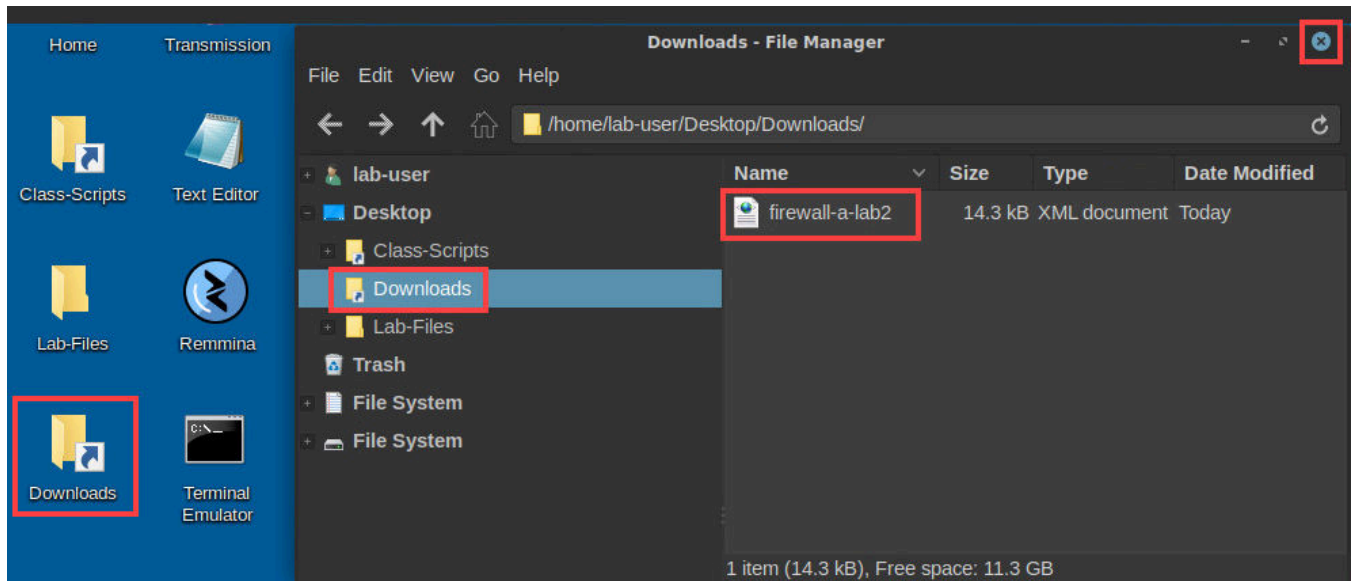 Home
Transmission
Class-Scripts
Text Editor
Lab-Files
Remmina
Downloads
C:\_
Terminal
Emulator
Downloads - File Manager
File Edit View Go Help
/home/lab-user/Desktop/Downloads/
lab-user
Desktop
Class-Scripts
Downloads
Lab-Files
Trash
File System
File System
Name Size Type Date Modified
firewall-a-lab2 14.3 kB XML document Today
1 item (14.3 kB), Free space: 11.3 GB